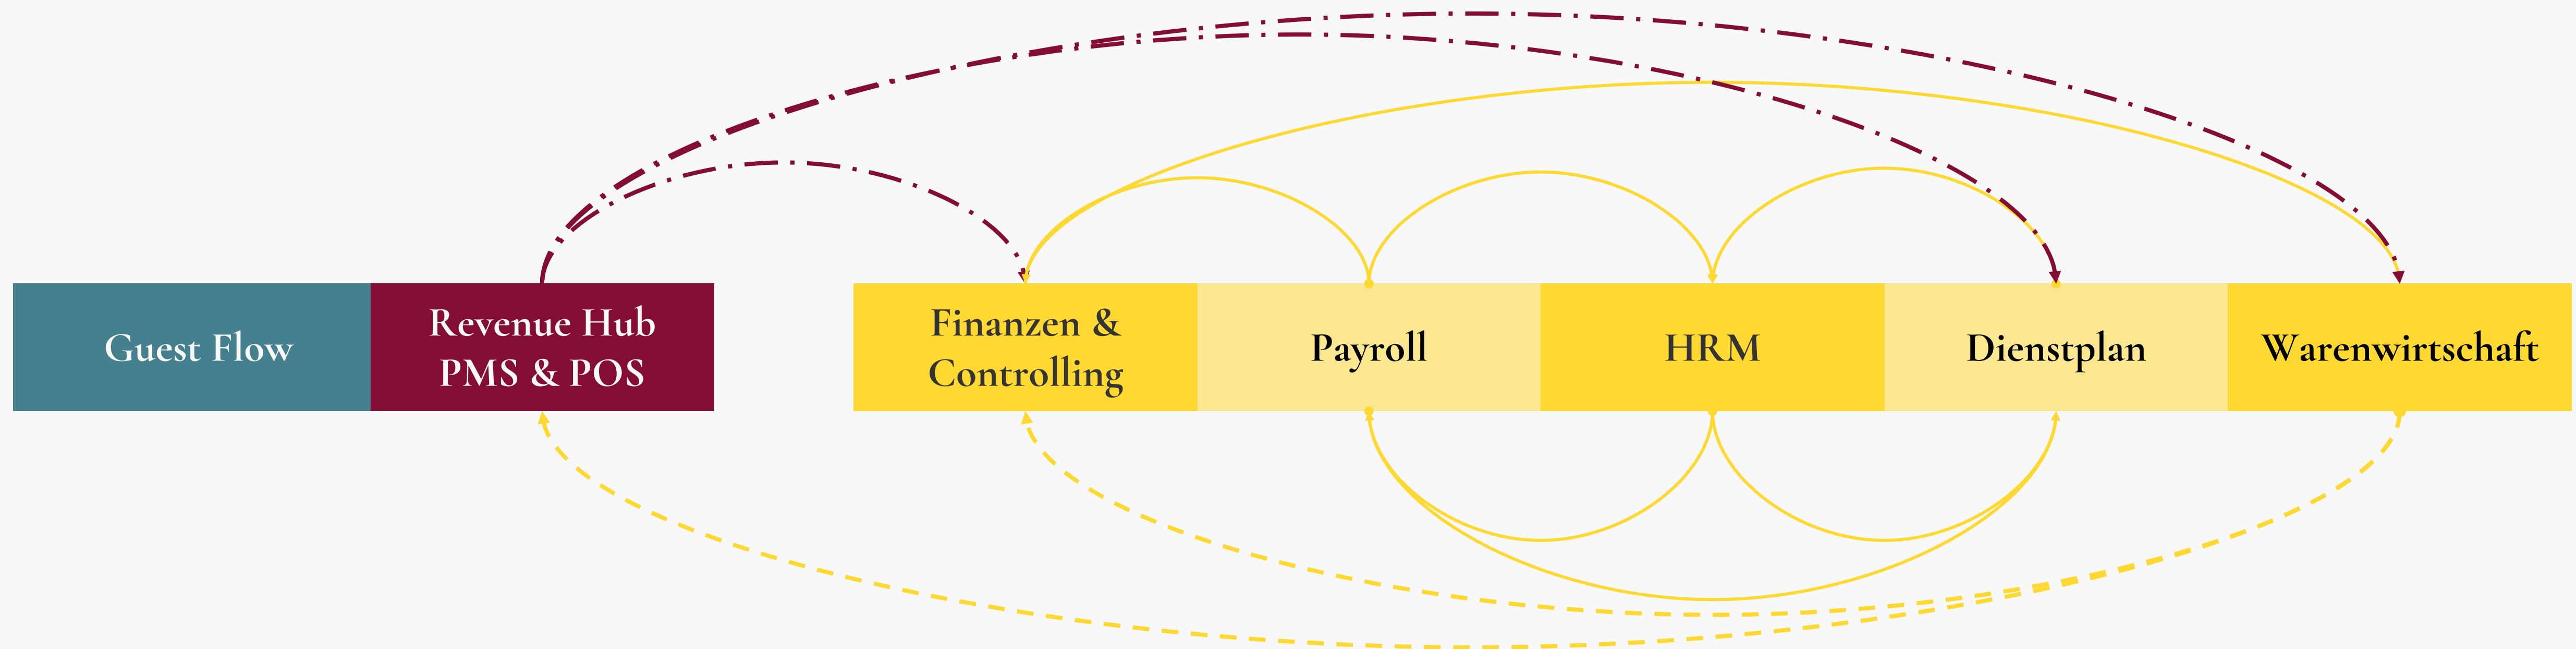 Guest Flow
Revenue Hub
PMS & POS
Finanzen &
Controlling
Payroll
HRM
Dienstplan
Warenwirtschaft